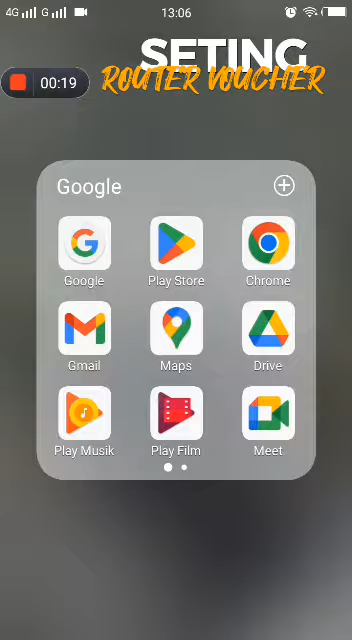 4G G 13:06
SETING
ROUTER VOUCHER
00:19
Google
Google Play Store Chrome
Gmail Maps Drive
Play Musik Play Film Meet